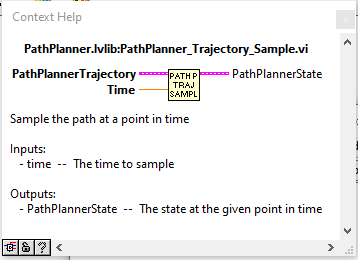 Context Help
PathPlanner.lvlib:PathPlanner_Trajectory_Sample.vi
PathPlannerTrajectory
Time
PATH P
TRAJ
SAMPL
PathPlannerState
Sample the path at a point in time
Inputs:
- time -- The time to sample
Outputs:
- PathPlannerState -- The state at the given point in time
?